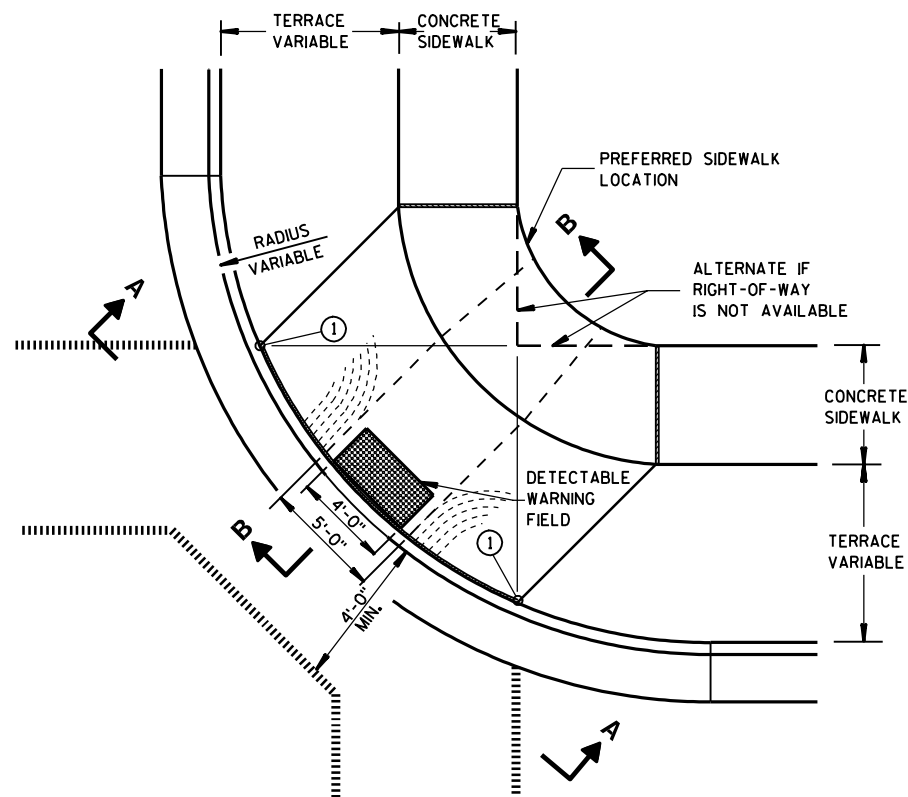 TERRACE
VARIABLE
CONCRETE
SIDEWALK
PREFERRED SIDEWALK
LOCATION
B
RADIUS
VARIABLE
ALTERNATE IF
RIGHT-OF-WAY
IS NOT AVAILABLE
A
1
CONCRETE
SIDEWALK
DETECTABLE
WARNING
FIELD
4'-0"
5'-0"
B
1
TERRACE
VARIABLE
4'-0"
MIN.
A